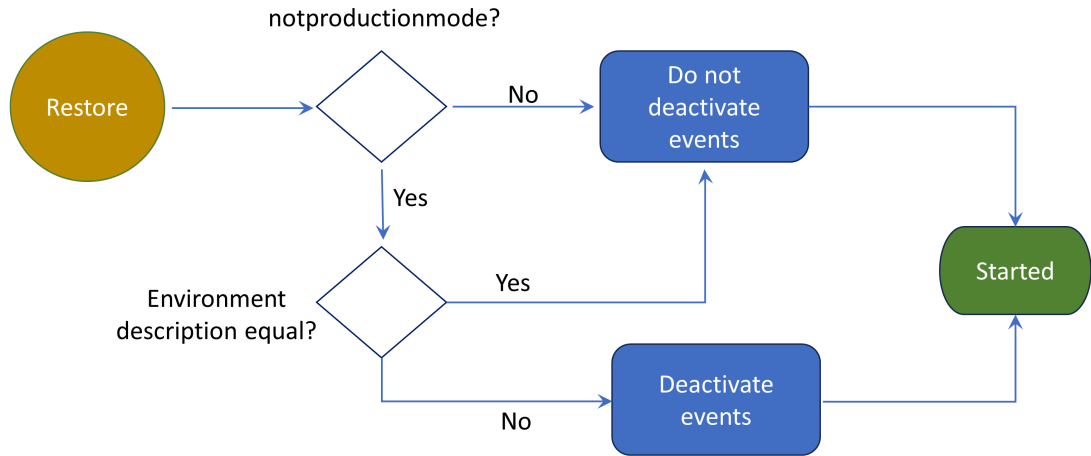 notproductionmode?
Restore
No
Do not
deactivate
events
Yes
Environment
description equal?
Yes
Started
No
Deactivate
events